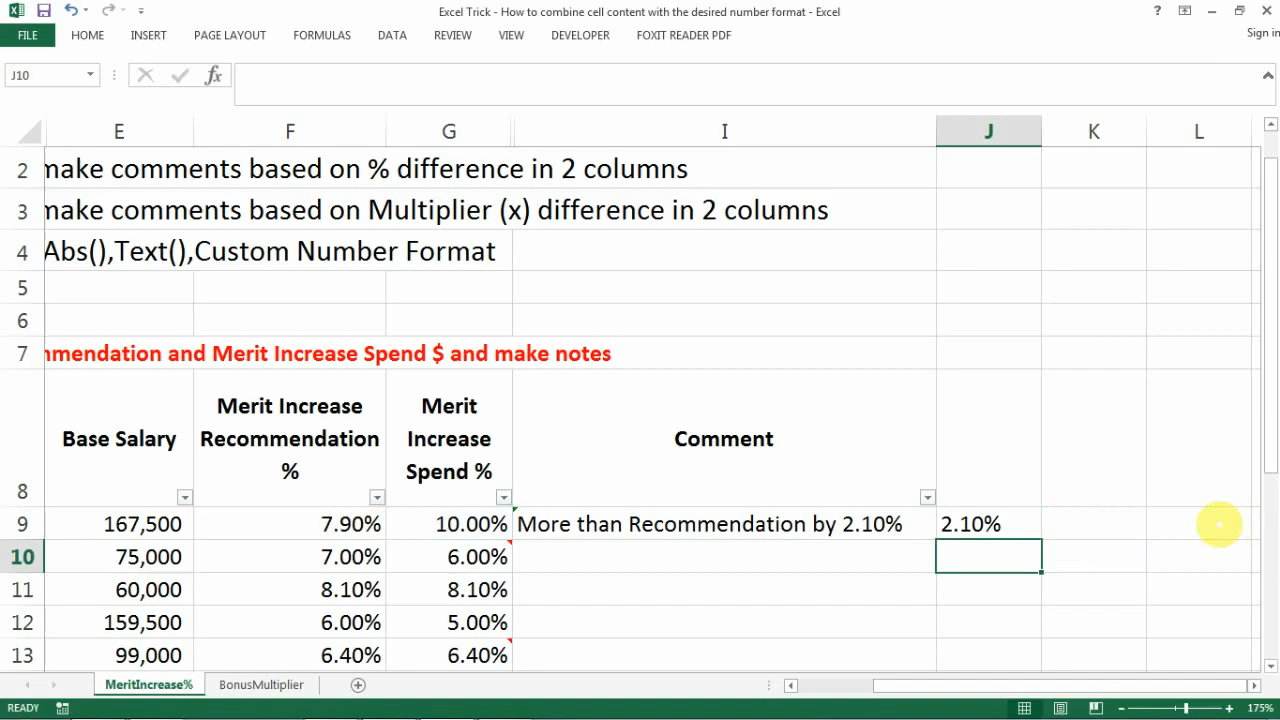 Excel Trick - How to combine cell content with the desired number format - Excel
?
FILE HOME INSERT PAGE LAYOUT FORMULAS DATA REVIEW VIEW DEVELOPER FOXIT READER PDF Sign in
J10 fx
E F G I J K L
2 make comments based on % difference in 2 columns
3 make comments based on Multiplier (x) difference in 2 columns
4 Abs(),Text(),Custom Number Format
5
6
7 mmendation and Merit Increase Spend $ and make notes
8 Base Salary
Merit Increase
Recommendation
%
Merit
Increase
Spend %
Comment
9 167,500 7.90% 10.00% More than Recommendation by 2.10% 2.10%
10 75,000 7.00% 6.00%
11 60,000 8.10% 8.10%
12 159,500 6.00% 5.00%
13 99,000 6.40% 6.40%
MeritIncrease% BonusMultiplier
READY 175%